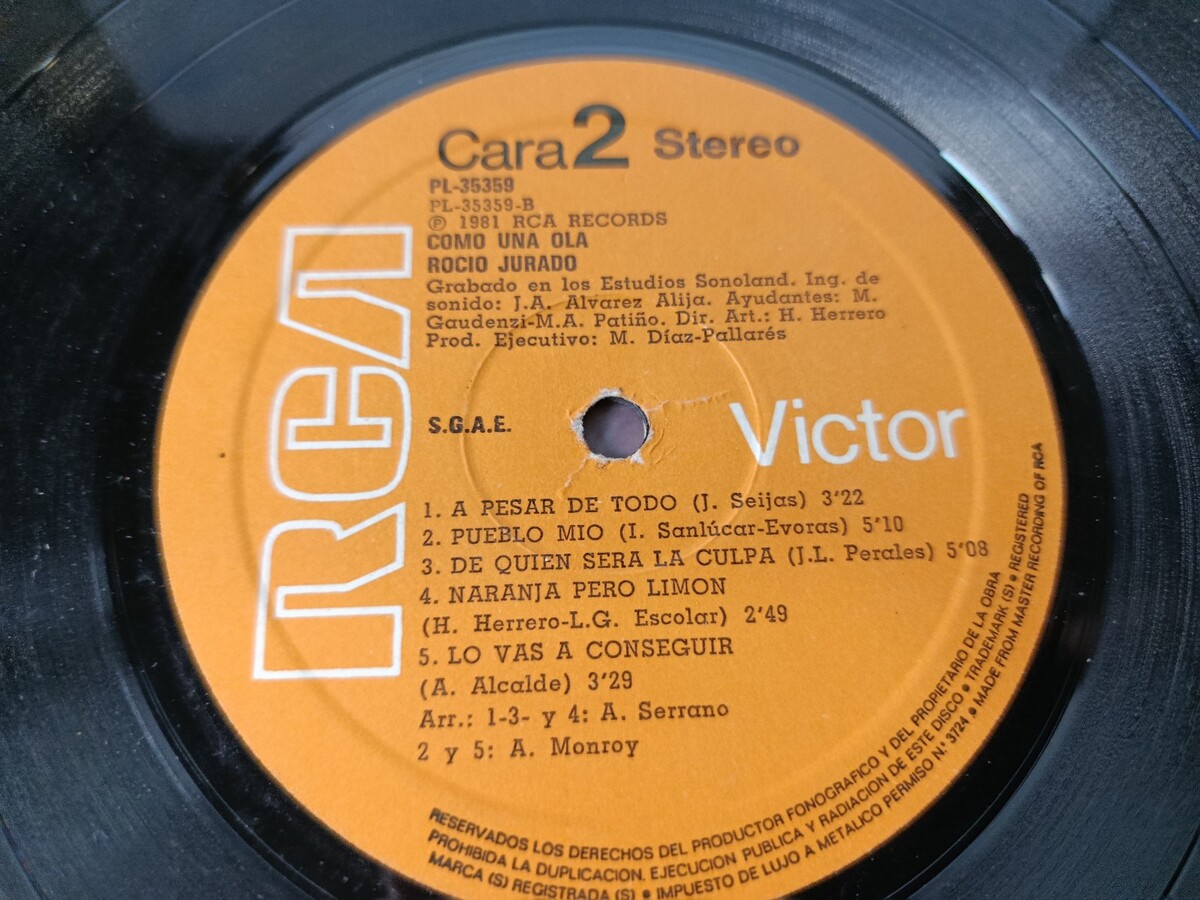 Cara 2 Stereo
PL-35359
PL-35359-B
℗ 1981 RCA RECORDS
COMO UNA OLA
ROCIO JURADO
Grabado en los Estudios Sonoland. Ing. de
sonido: J.A. Alvarez Alija. Ayudantes: M.
Gaudenzi-M.A. Patiño. Dir. Art.: H. Herrero
Prod. Ejecutivo: M. Díaz-Pallarés
RCA
S.G.A.E.
Victor
1. A PESAR DE TODO (J. Seijas) 3'22
2. PUEBLO MIO (I. Sanlúcar-Evoras) 5'10
3. DE QUIEN SERA LA CULPA (J.L. Perales) 5'08
4. NARANJA PERO LIMON
(H. Herrero-L.G. Escolar) 2'49
5. LO VAS A CONSEGUIR
(A. Alcalde) 3'29
Arr.: 1-3- y 4: A. Serrano
2 y 5: A. Monroy
RESERVADOS LOS DERECHOS DEL PRODUCTOR FONOGRAFICO Y DEL PROPIETARIO DE LA OBRA
PROHIBIDA LA DUPLICACION. EJECUCION PUBLICA Y RADIACION DE ESTE DISCO • TRADEMARK (S) • REGISTERED
MARCA (S) REGISTRADA (S) • IMPUESTO DE LUJO A METALICO PERMISO N.º 3724 • MADE FROM MASTER RECORDING OF RCA